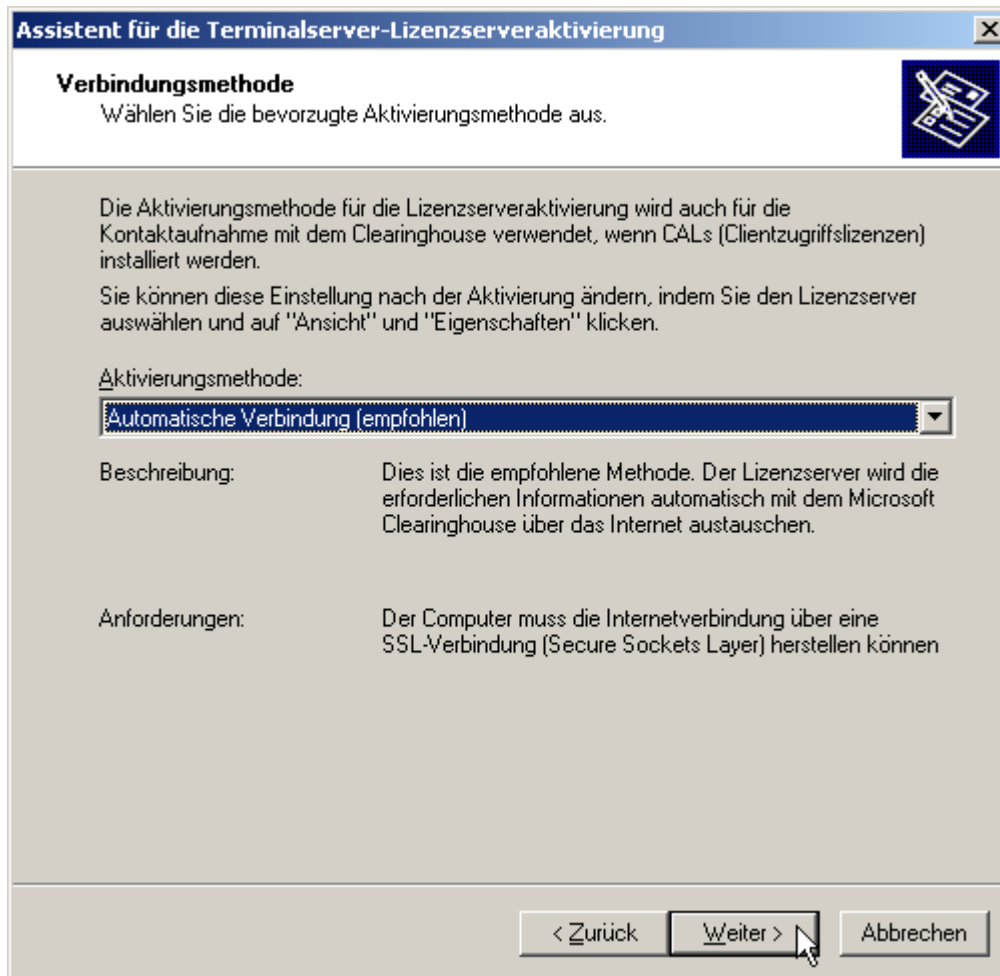 Assistent für die Terminalserver-Lizenzserveraktivierung
Verbindungsmethode
Wählen Sie die bevorzugte Aktivierungsmethode aus.
Die Aktivierungsmethode für die Lizenzserveraktivierung wird auch für die
Kontaktaufnahme mit dem Clearinghouse verwendet, wenn CALs (Clientzugriffslizenzen)
installiert werden.
Sie können diese Einstellung nach der Aktivierung ändern, indem Sie den Lizenzserver
auswählen und auf "Ansicht" und "Eigenschaften" klicken.
Aktivierungsmethode:
Automatische Verbindung (empfohlen)
Beschreibung: Dies ist die empfohlene Methode. Der Lizenzserver wird die
erforderlichen Informationen automatisch mit dem Microsoft
Clearinghouse über das Internet austauschen.
Anforderungen: Der Computer muss die Internetverbindung über eine
SSL-Verbindung (Secure Sockets Layer) herstellen können
< Zurück Weiter > Abbrechen